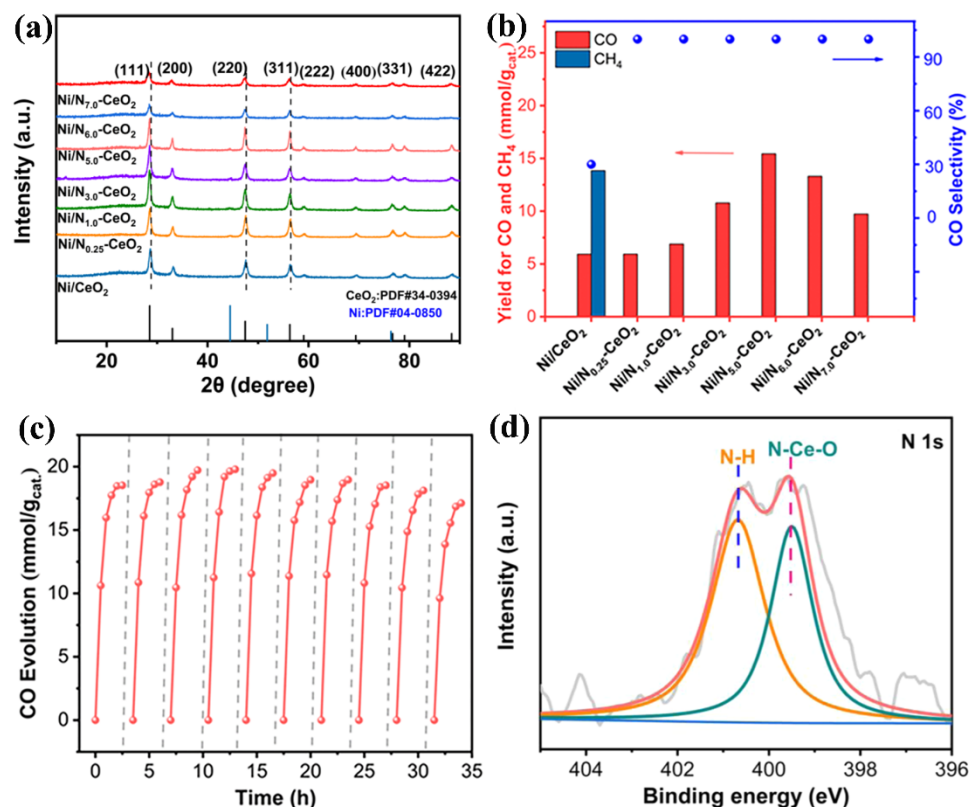 (a)
Intensity (a.u.)
(111) (200) (220) (311) (222) (400) (331) (422)
Ni/N7.0-CeO2
Ni/N6.0-CeO2
Ni/N5.0-CeO2
Ni/N3.0-CeO2
Ni/N1.0-CeO2
Ni/N0.25-CeO2
Ni/CeO2
CeO2:PDF#34-0394
Ni:PDF#04-0850
20 40 60 80
2θ (degree)
(b)
Yield for CO and CH4 (mmol/gcat.)
25
20
15
10
5
0
CO
CH4
100
60
30
0
CO Selectivity (%)
Ni/CeO2
Ni/N0.25-CeO2
Ni/N1.0-CeO2
Ni/N3.0-CeO2
Ni/N5.0-CeO2
Ni/N6.0-CeO2
Ni/N7.0-CeO2
(c)
CO Evolution (mmol/gcat.)
20
15
10
5
0
0 5 10 15 20 25 30 35
Time (h)
(d)
Intensity (a.u.)
N-H
N-Ce-O
N 1s
404 402 400 398 396
Binding energy (eV)